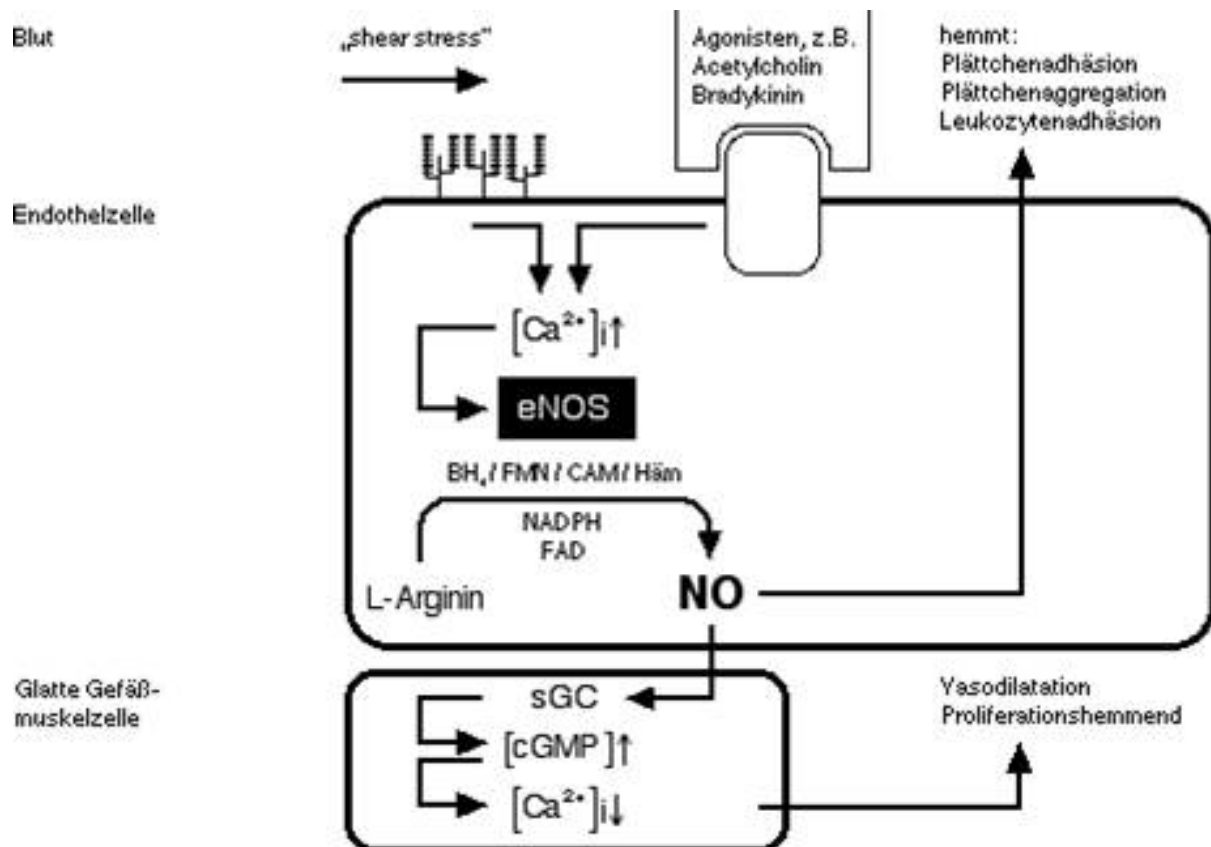 Blut
„shear stress"
Agonisten, z.B.
Acetylcholin
Bradykinin
hemmt:
Plättchenadhäsion
Plättchenaggregation
Leukozytenadhäsion
Endothelzelle
[Ca²⁺]i↑
eNOS
BH₄ / FMN / CAM / Häm
NADPH
FAD
L-Arginin
NO
Glatte Gefäß-
muskelzelle
sGC
[cGMP]↑
[Ca²⁺]i↓
Vasodilatation
Proliferationshemmend